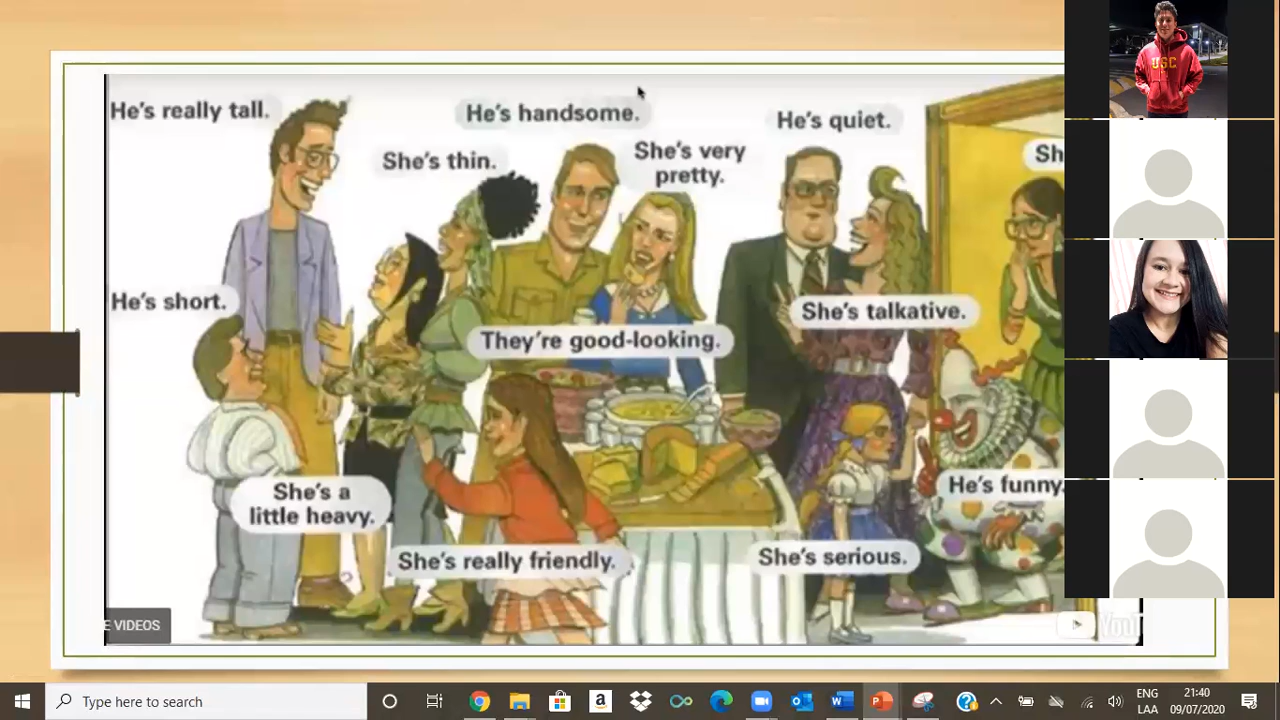 USC
He's really tall.
He's handsome.
He's quiet.
She's thin.
She's very
pretty.
Sh
He's short.
She's talkative.
They're good-looking.
She's a
little heavy.
He's funny.
She's really friendly.
She's serious.
E VIDEOS
Type here to search
ENG
LAA
21:40
09/07/2020